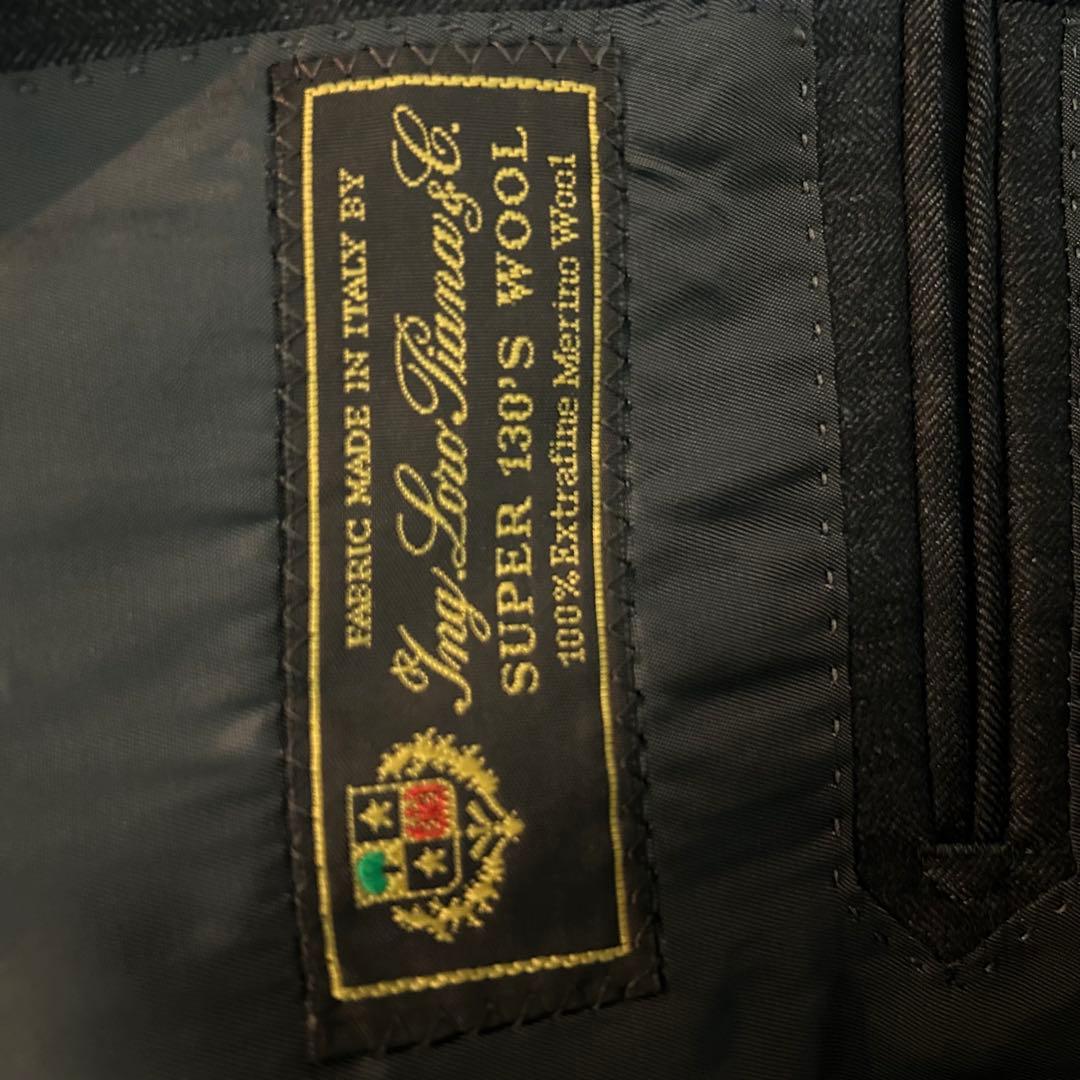 FABRIC MADE IN ITALY BY
Ing. Loro Piana & C.
SUPER 130'S WOOL
100% Extrafine Merino Wool